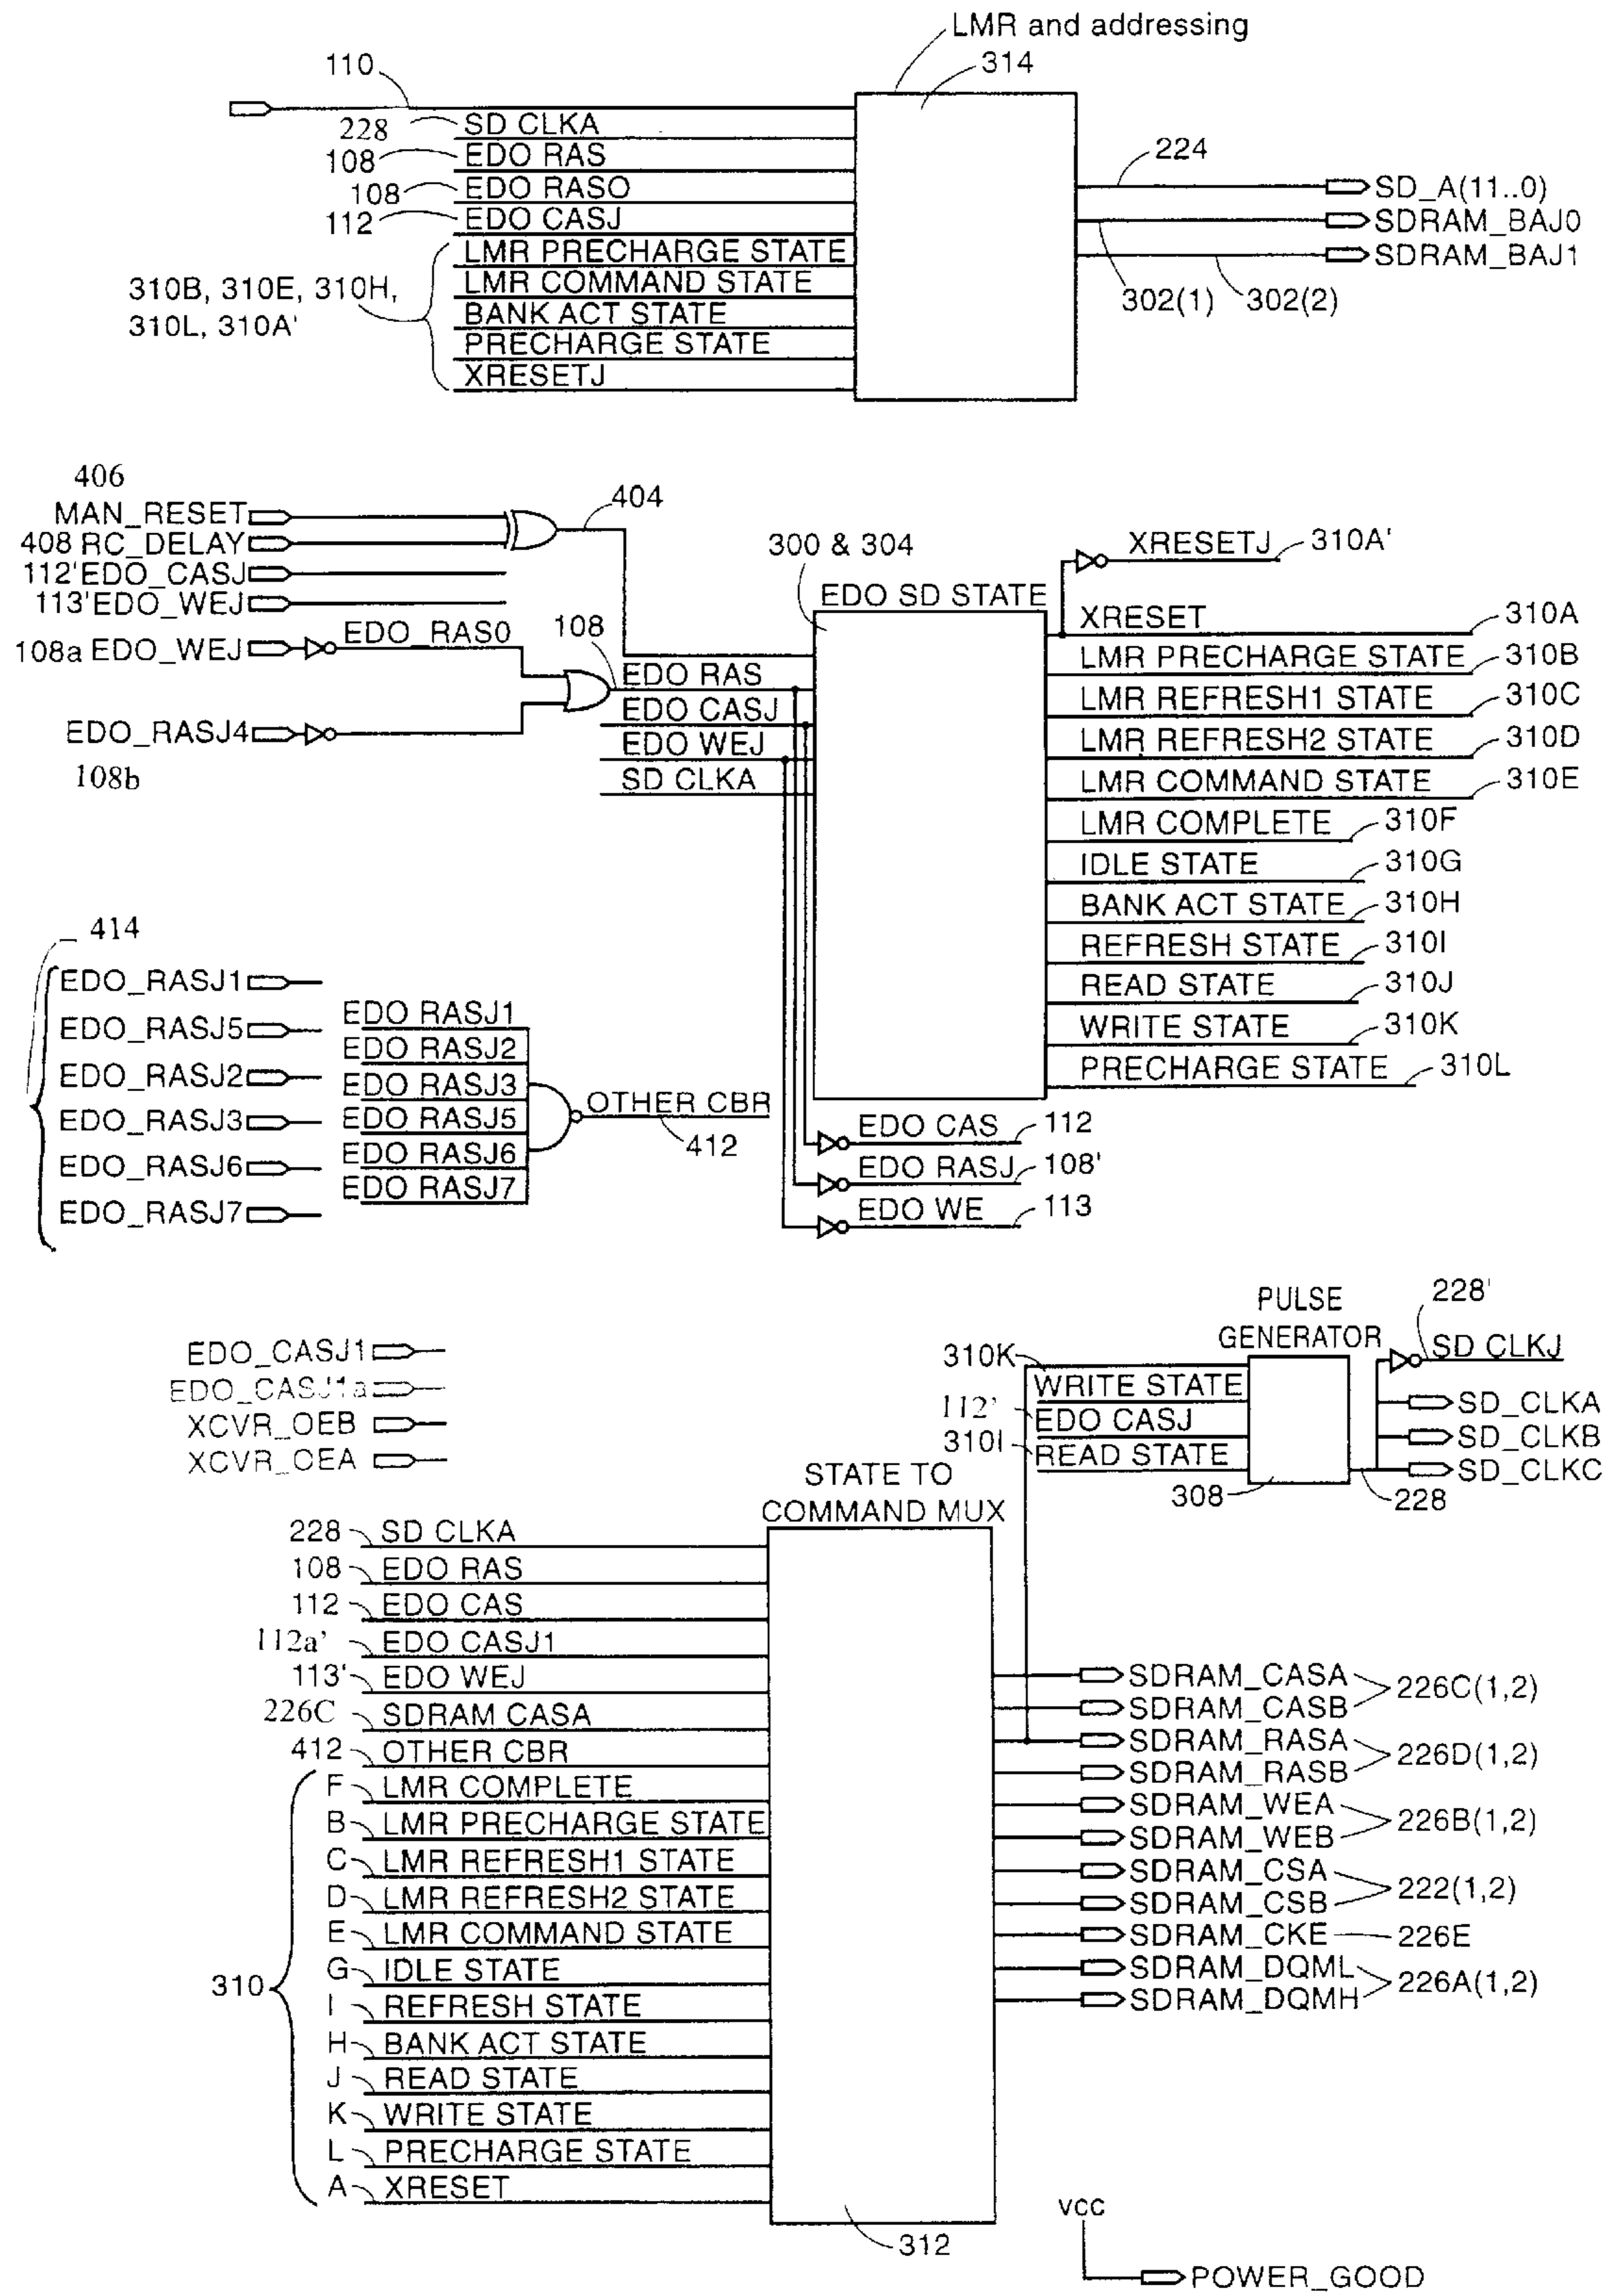 LMR and addressing
314
110
228 SD CLKA
108 EDO RAS
108 EDO RASO
112 EDO CASJ
LMR PRECHARGE STATE
LMR COMMAND STATE
BANK ACT STATE
PRECHARGE STATE
XRESETJ
310B, 310E, 310H,
310L, 310A'
224
SD_A(11..0)
SDRAM_BAJ0
SDRAM_BAJ1
302(1)
302(2)
406
MAN_RESET
408 RC_DELAY
112' EDO_CASJ
113' EDO_WEJ
108a EDO_WEJ
EDO_RAS0
EDO_RASJ4
108b
404
108
300 & 304
EDO SD STATE
EDO RAS
EDO CASJ
EDO WEJ
SD CLKA
XRESETJ 310A'
XRESET 310A
LMR PRECHARGE STATE 310B
LMR REFRESH1 STATE 310C
LMR REFRESH2 STATE 310D
LMR COMMAND STATE 310E
LMR COMPLETE 310F
IDLE STATE 310G
BANK ACT STATE 310H
REFRESH STATE 310I
READ STATE 310J
WRITE STATE 310K
PRECHARGE STATE 310L
EDO CAS 112
EDO RASJ 108'
EDO WE 113
414
EDO_RASJ1
EDO_RASJ5
EDO_RASJ2
EDO_RASJ3
EDO_RASJ6
EDO_RASJ7
EDO RASJ1
EDO RASJ2
EDO RASJ3
EDO RASJ5
EDO RASJ6
EDO RASJ7
OTHER CBR
412
EDO_CASJ1
EDO_CASJ1a
XCVR_OEB
XCVR_OEA
PULSE
GENERATOR
310K
WRITE STATE
112'
EDO CASJ
310I
READ STATE
308
228'
SD CLKJ
SD_CLKA
SD_CLKB
SD_CLKC
228
STATE TO
COMMAND MUX
228 SD CLKA
108 EDO RAS
112 EDO CAS
112a' EDO CASJ1
113' EDO WEJ
226C SDRAM CASA
412 OTHER CBR
310
F LMR COMPLETE
B LMR PRECHARGE STATE
C LMR REFRESH1 STATE
D LMR REFRESH2 STATE
E LMR COMMAND STATE
G IDLE STATE
I REFRESH STATE
H BANK ACT STATE
J READ STATE
K WRITE STATE
L PRECHARGE STATE
A XRESET
312
SDRAM_CASA
SDRAM_CASB
226C(1,2)
SDRAM_RASA
SDRAM_RASB
226D(1,2)
SDRAM_WEA
SDRAM_WEB
226B(1,2)
SDRAM_CSA
SDRAM_CSB
222(1,2)
SDRAM_CKE 226E
SDRAM_DQML
SDRAM_DQMH
226A(1,2)
VCC
POWER_GOOD